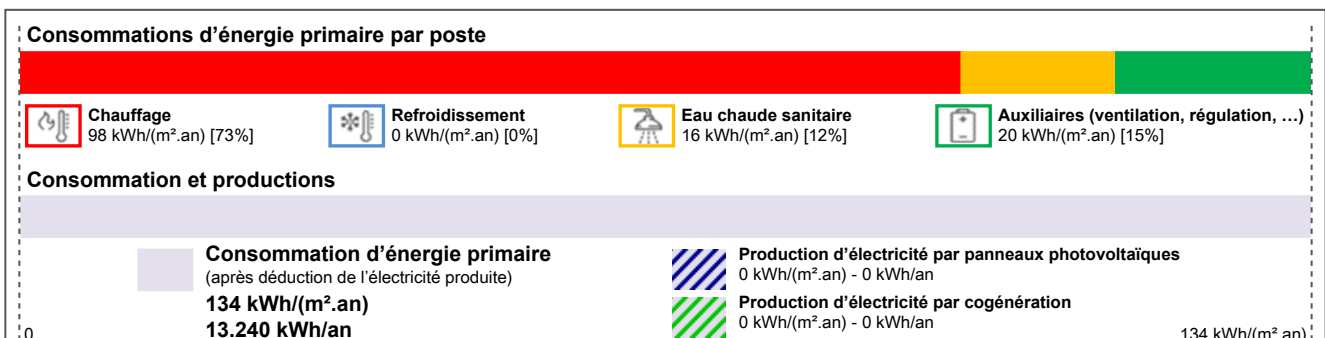 Consommations d’énergie primaire par poste
Chauffage
98 kWh/(m².an) [73%]
Refroidissement
0 kWh/(m².an) [0%]
Eau chaude sanitaire
16 kWh/(m².an) [12%]
Auxiliaires (ventilation, régulation, …)
20 kWh/(m².an) [15%]
Consommation et productions
Consommation d’énergie primaire
(après déduction de l’électricité produite)
134 kWh/(m².an)
13.240 kWh/an
Production d’électricité par panneaux photovoltaïques
0 kWh/(m².an) - 0 kWh/an
Production d’électricité par cogénération
0 kWh/(m².an) - 0 kWh/an
0
134 kWh/(m².an)